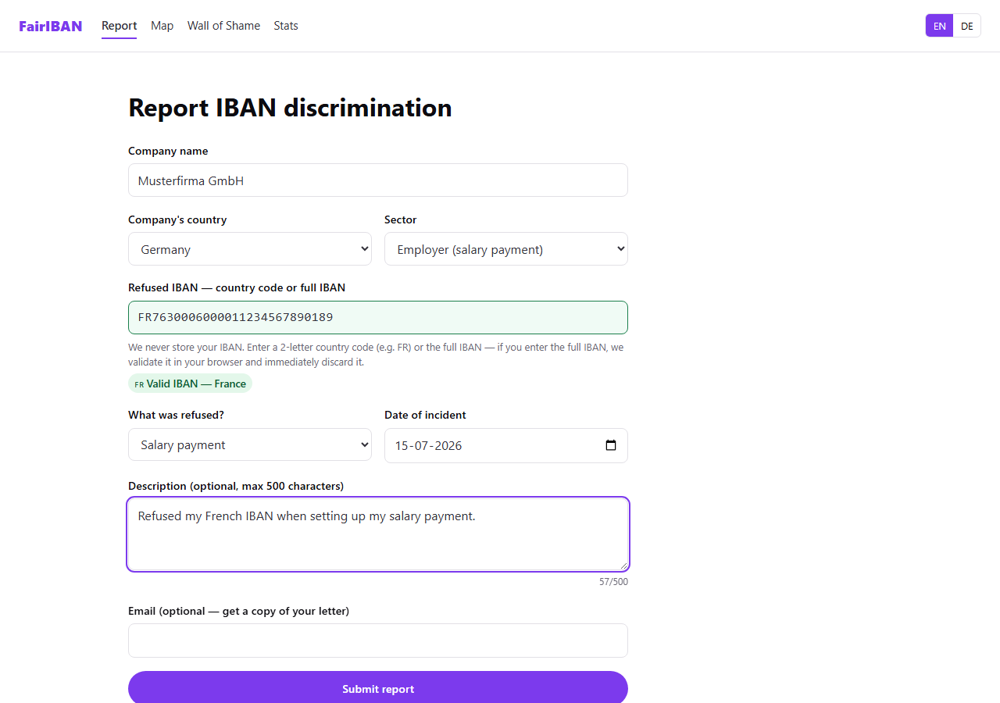 FairIBAN Report Map Wall of Shame Stats EN DE
Report IBAN discrimination
Company name
Musterfirma GmbH
Company's country Sector
Germany Employer (salary payment)
Refused IBAN — country code or full IBAN
FR7630006000011234567890189
We never store your IBAN. Enter a 2-letter country code (e.g. FR) or the full IBAN — if you enter the full IBAN, we
validate it in your browser and immediately discard it.
FR Valid IBAN — France
What was refused? Date of incident
Salary payment 15-07-2026
Description (optional, max 500 characters)
Refused my French IBAN when setting up my salary payment.
57/500
Email (optional — get a copy of your letter)
Submit report